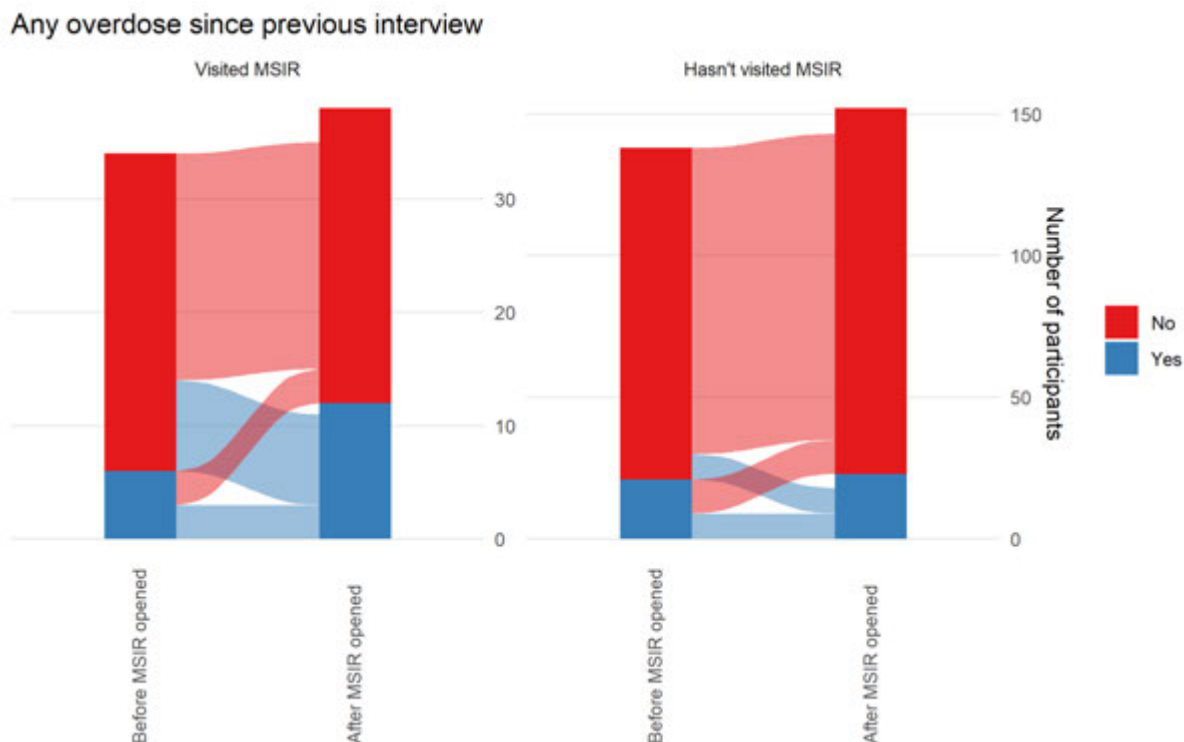 Any overdose since previous interview
Visited MSIR
Hasn't visited MSIR
30
20
10
0
150
100
50
0
Number of participants
Before MSIR opened
After MSIR opened
Before MSIR opened
After MSIR opened
No
Yes